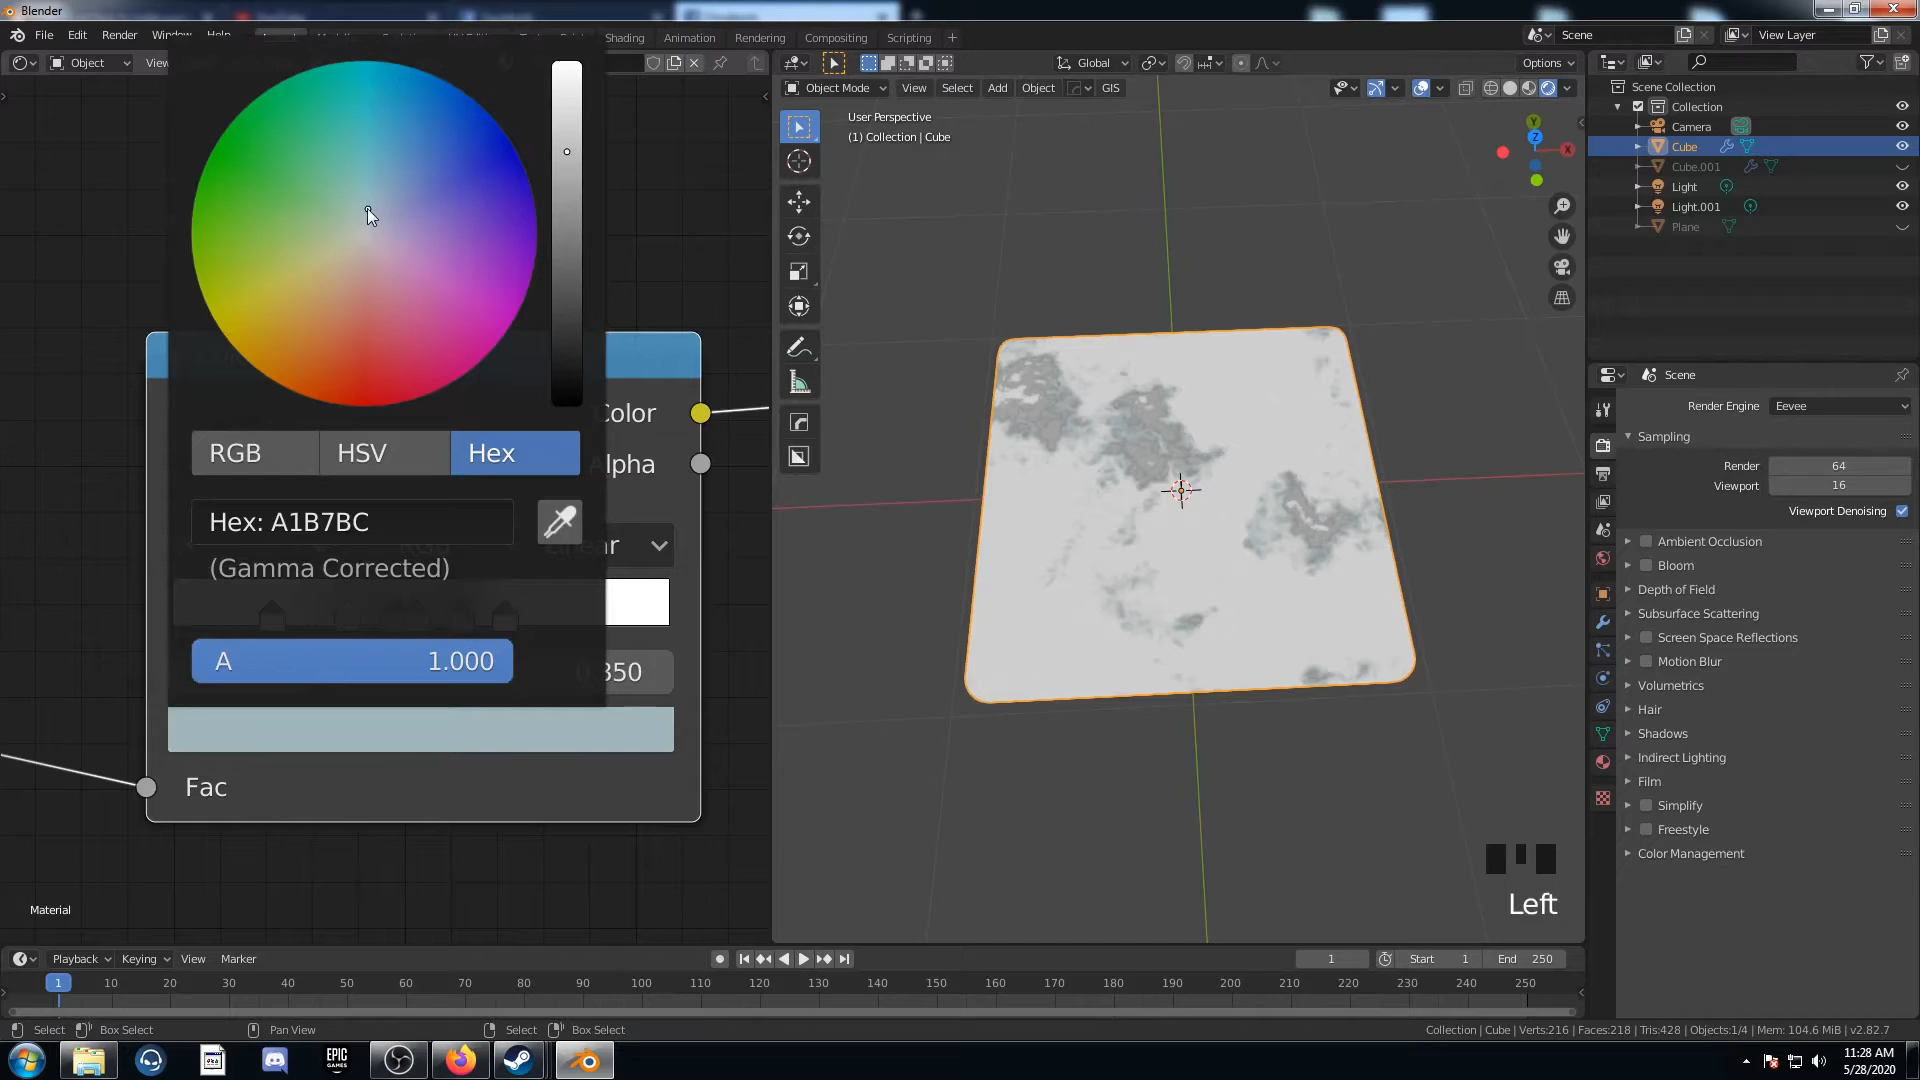 Blender
File Edit Render Window Help Shading Animation Rendering Compositing Scripting + Scene View Layer
Object View Global Options
Object Mode View Select Add Object GIS
User Perspective
(1) Collection | Cube
Scene Collection
Collection
Camera
Cube
Cube.001
Light
Light.001
Plane
Y
Z
X
RGB HSV Hex
Hex: A1B7BC
(Gamma Corrected)
A 1.000
Color
Alpha
Fac
Material
Scene
Render Engine Eevee
Sampling
Render 64
Viewport 16
Viewport Denoising
Ambient Occlusion
Bloom
Depth of Field
Subsurface Scattering
Screen Space Reflections
Motion Blur
Volumetrics
Hair
Shadows
Indirect Lighting
Film
Simplify
Freestyle
Color Management
Left
Playback Keying View Marker 1 Start 1 End 250
1 10 20 30 40 50 60 70 80 90 100 110 120 130 140 150 160 170 180 190 200 210 220 230 240 250
Select Box Select Pan View Select Box Select Collection | Cube | Verts:216 | Faces:218 | Tris:428 | Objects:1/4 | Mem: 104.6 MiB | v2.82.7
EPIC GAMES
11:28 AM
5/28/2020